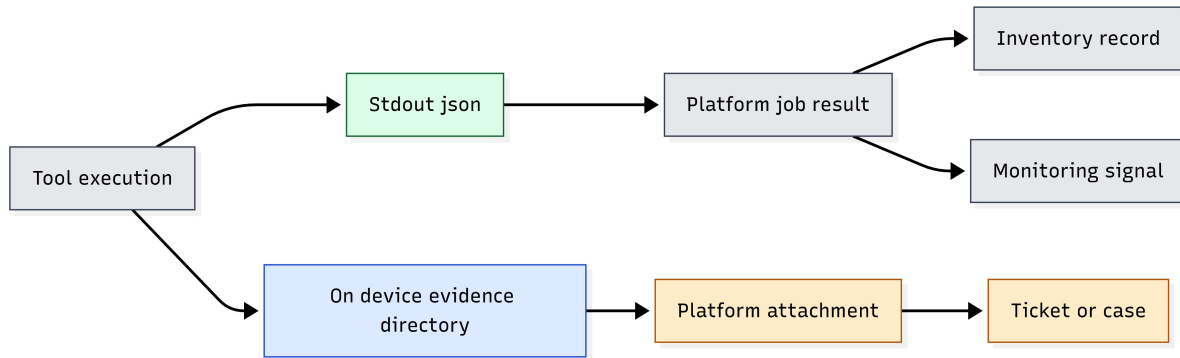 Inventory record
Stdout json
Platform job result
Monitoring signal
Tool execution
On device evidence
directory
Platform attachment
Ticket or case